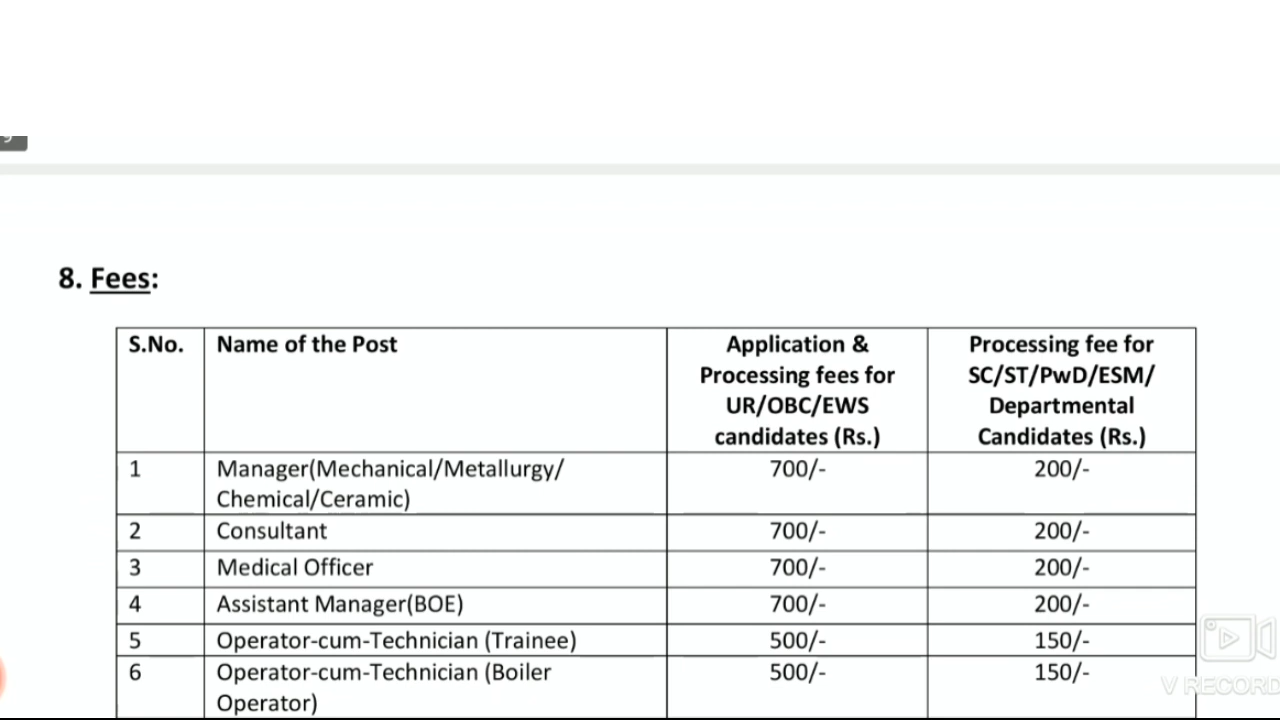 8. Fees:
S.No. Name of the Post Application & Processing fees for UR/OBC/EWS candidates (Rs.) Processing fee for SC/ST/PwD/ESM/ Departmental Candidates (Rs.)
1 Manager(Mechanical/Metallurgy/ 700/- 200/-
Chemical/Ceramic)
2 Consultant 700/- 200/-
3 Medical Officer 700/- 200/-
4 Assistant Manager(BOE) 700/- 200/-
5 Operator-cum-Technician (Trainee) 500/- 150/-
6 Operator-cum-Technician (Boiler 500/- 150/-
Operator)
V RECORD